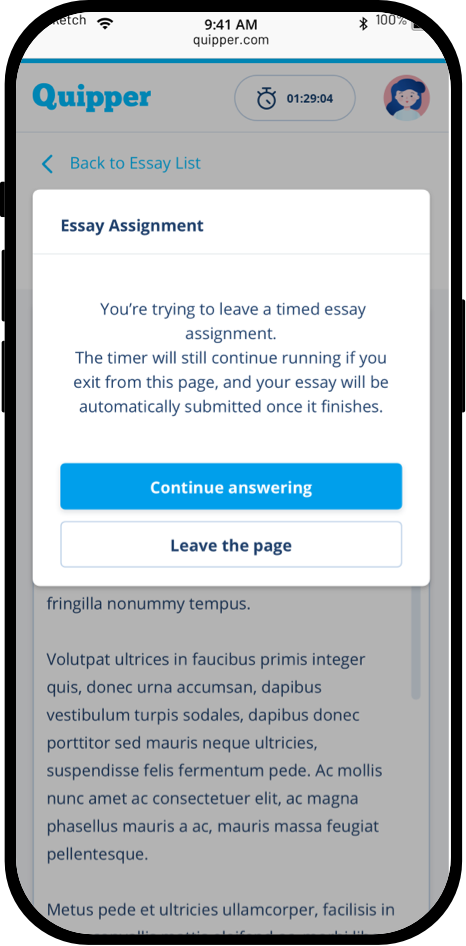 9:41 AM
100%
quipper.com
Quipper
01:29:04
Back to Essay List
Essay Assignment
You’re trying to leave a timed essay
assignment.
The timer will still continue running if you
exit from this page, and your essay will be
automatically submitted once it finishes.
Continue answering
Leave the page
fringilla nonummy tempus.
Volutpat ultrices in faucibus primis integer
quis, donec urna accumsan, dapibus
vestibulum turpis sodales, dapibus donec
porttitor sed mauris neque ultricies,
suspendisse felis fermentum pede. Ac mollis
nunc amet ac consectetuer elit, ac magna
phasellus mauris a ac, mauris massa feugiat
pellentesque.
Metus pede et ultricies ullamcorper, facilisis in